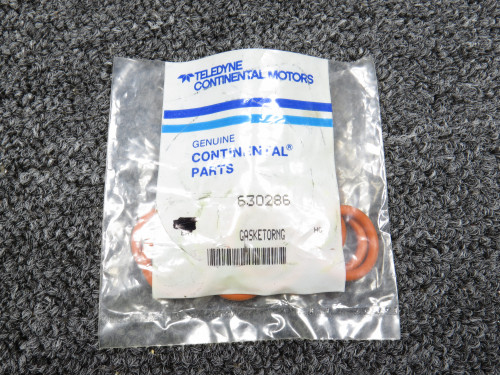 TELEDYNE
CONTINENTAL MOTORS
GENUINE
CONTINENTAL®
PARTS
630286
GASKETORNG